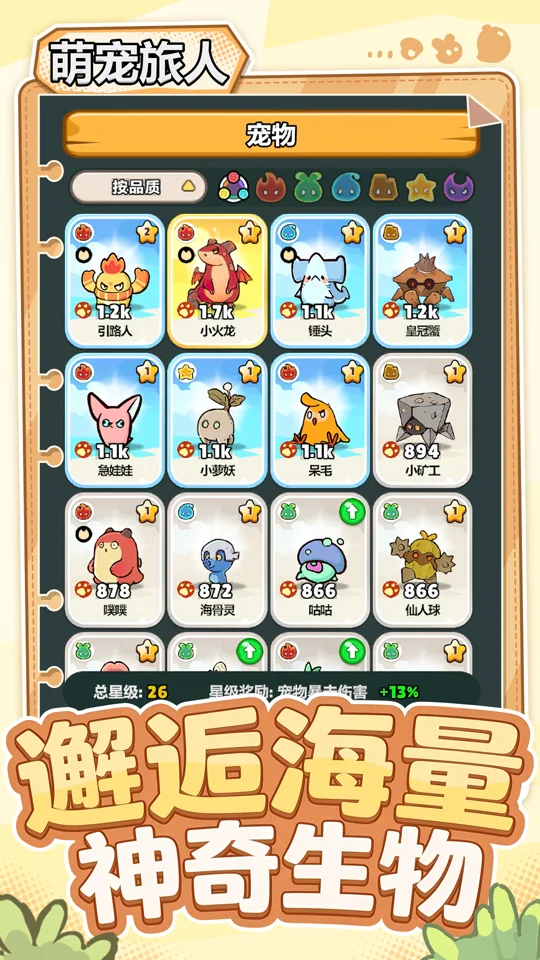 萌宠旅人
宠物
按品质
2 1 1 1
1.2k 1.7k 1.1k 1.1k
引路人 小火龙 锤头 皇冠蟹
1 1 1 1
1.1k 1.1k 1.1k 894
急娃娃 小萝妖 呆毛 小矿工
1 1 1
878 872 866 866
噗噗 海骨灵 咕咕 仙人球
1 1
总星级: 26 星级奖励: 宠物暴击伤害 +13%
邂逅海量
神奇生物